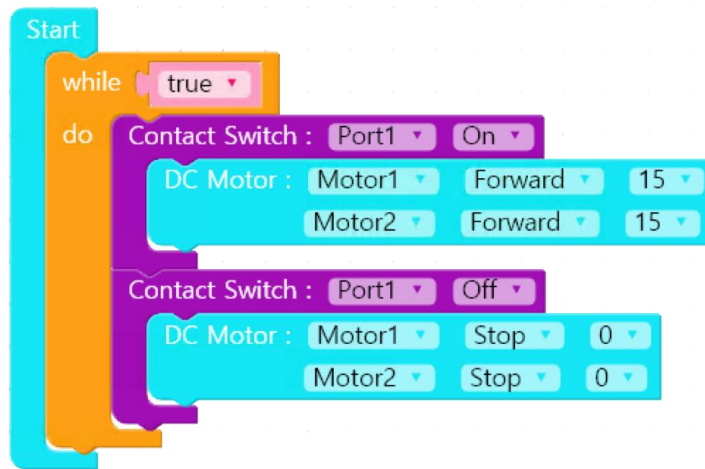 Start
while true
do Contact Switch : Port1 On
DC Motor : Motor1 Forward 15
Motor2 Forward 15
Contact Switch : Port1 Off
DC Motor : Motor1 Stop 0
Motor2 Stop 0